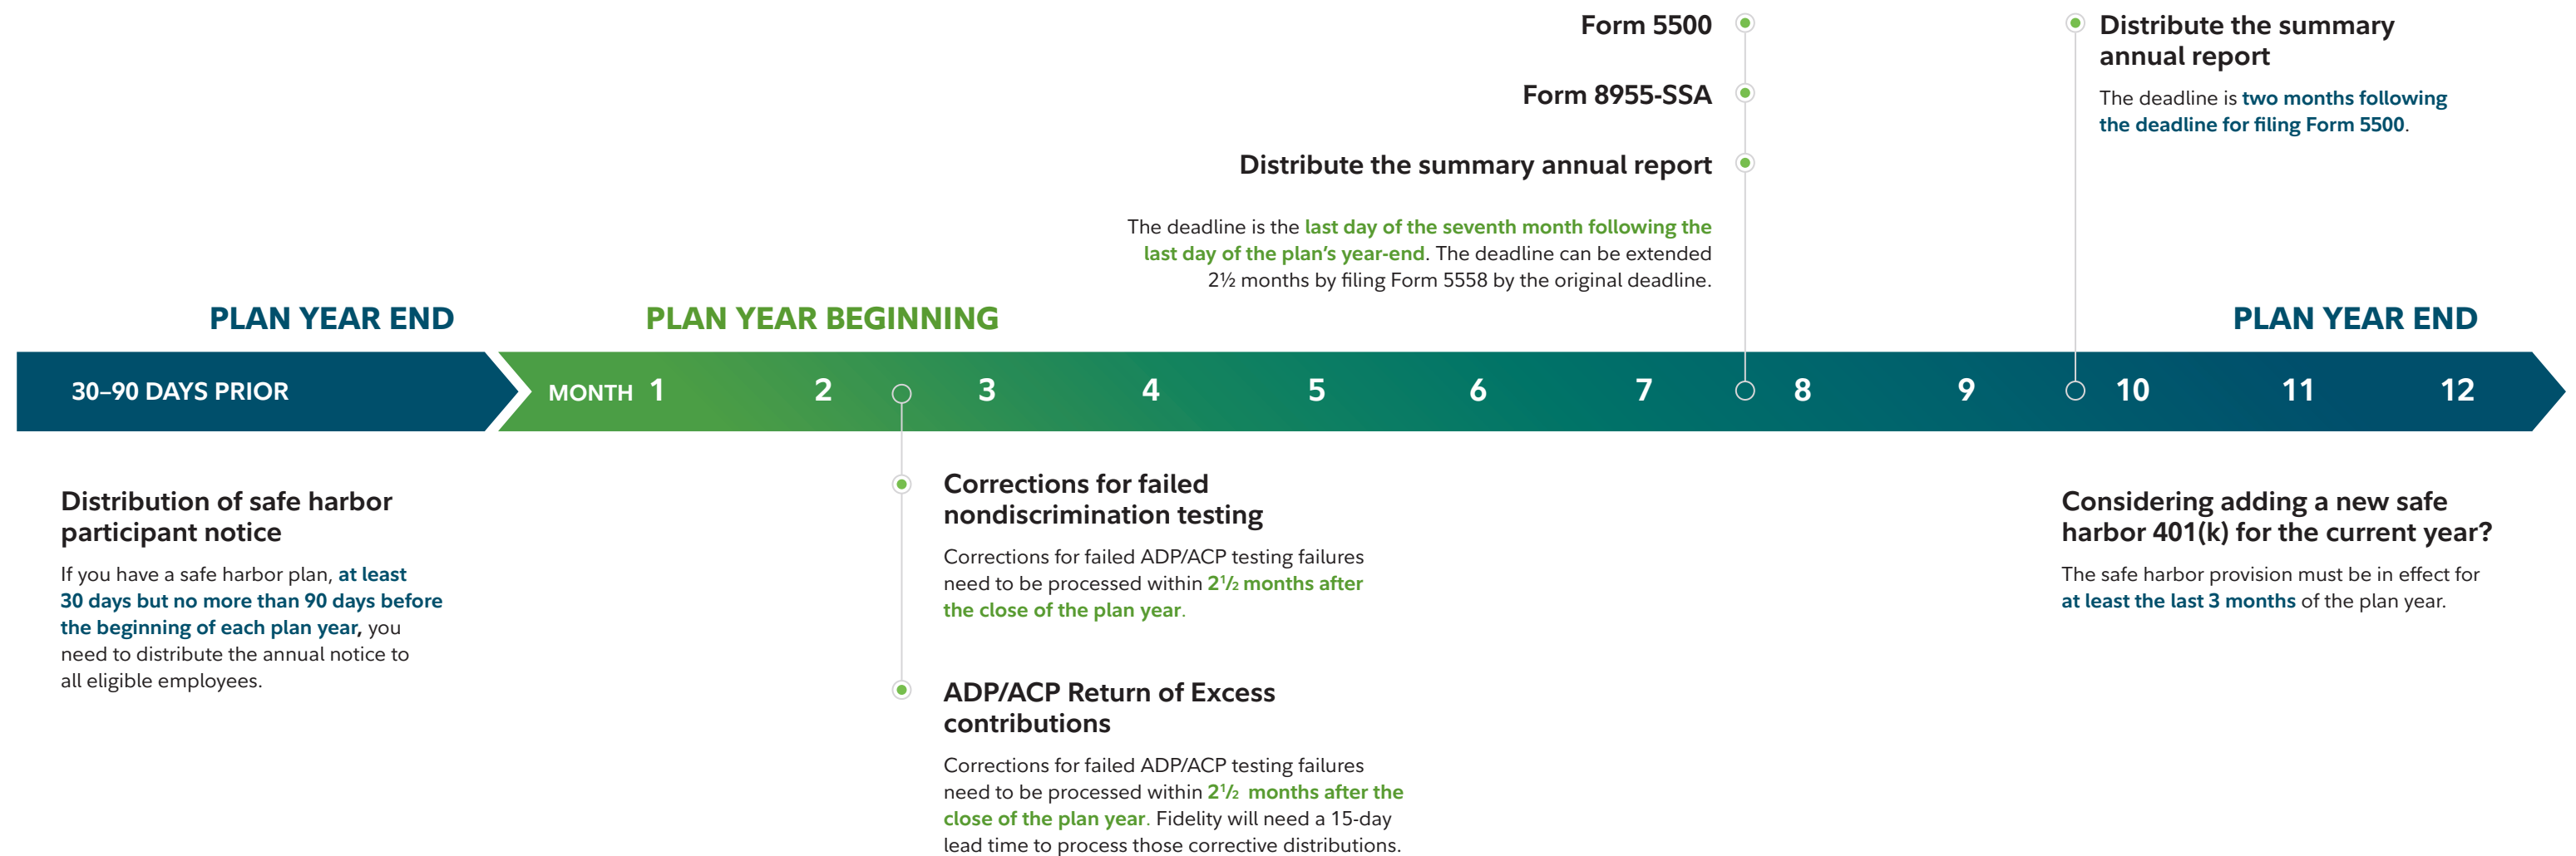 Form 5500
Form 8955-SSA
Distribute the summary annual report
The deadline is the last day of the seventh month following the
last day of the plan’s year-end. The deadline can be extended
2½ months by filing Form 5558 by the original deadline.
Distribute the summary
annual report
The deadline is two months following
the deadline for filing Form 5500.
PLAN YEAR END
PLAN YEAR BEGINNING
PLAN YEAR END
30–90 DAYS PRIOR
MONTH 1 2 3 4 5 6 7 8 9 10 11 12
Distribution of safe harbor
participant notice
If you have a safe harbor plan, at least
30 days but no more than 90 days before
the beginning of each plan year, you
need to distribute the annual notice to
all eligible employees.
Corrections for failed
nondiscrimination testing
Corrections for failed ADP/ACP testing failures
need to be processed within 2½ months after
the close of the plan year.
ADP/ACP Return of Excess
contributions
Corrections for failed ADP/ACP testing failures
need to be processed within 2½ months after the
close of the plan year. Fidelity will need a 15-day
lead time to process those corrective distributions.
Considering adding a new safe
harbor 401(k) for the current year?
The safe harbor provision must be in effect for
at least the last 3 months of the plan year.